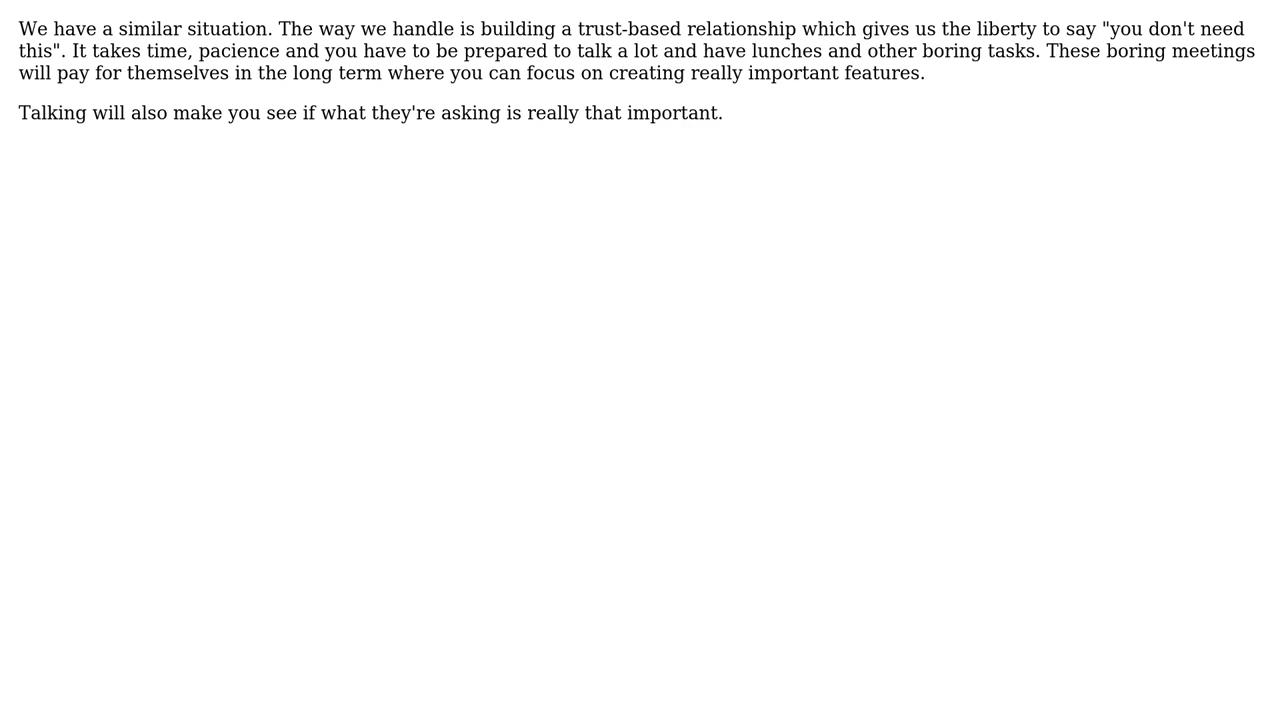 We have a similar situation. The way we handle is building a trust-based relationship which gives us the liberty to say "you don't need
this". It takes time, pacience and you have to be prepared to talk a lot and have lunches and other boring tasks. These boring meetings
will pay for themselves in the long term where you can focus on creating really important features.
Talking will also make you see if what they're asking is really that important.